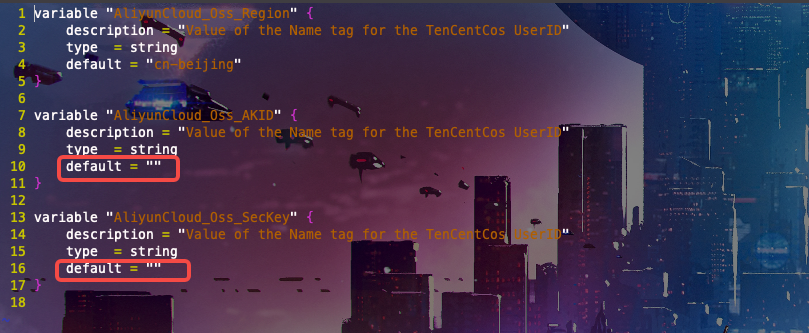 1 variable "AliyunCloud_Oss_Region" {
2     description = "Value of the Name tag for the TenCentCos UserID"
3     type  = string
4     default = "cn-beijing"
5 }
6
7 variable "AliyunCloud_Oss_AKID" {
8     description = "Value of the Name tag for the TenCentCos UserID"
9     type  = string
10     default = ""
11 }
12
13 variable "AliyunCloud_Oss_SecKey" {
14     description = "Value of the Name tag for the TenCentCos UserID"
15     type  = string
16     default = ""
17 }
18